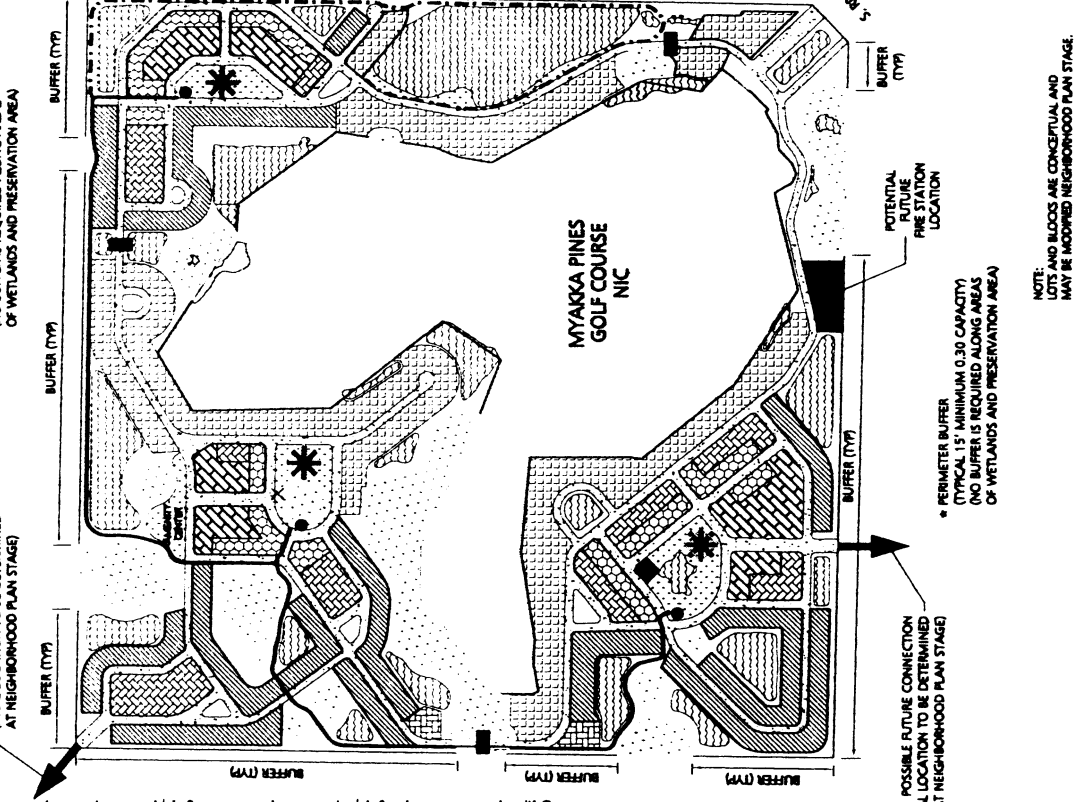 BUFFER (TYP)
OF WETLANDS AND PRESERVATION AREA)
BUFFER (TYP)
AT NEIGHBORHOOD PLAN STAGE)
BUFFER (TYP)
CENTER
MYAKKA PINES
GOLF COURSE
NIC
S.
BUFFER
(TYP)
POTENTIAL
FUTURE
FIRE STATION
LOCATION
NOTE:
LOTS AND BLOCKS ARE CONCEPTUAL AND
MAY BE MODIFIED NEIGHBORHOOD PLAN STAGE.
BUFFER (TYP)
* PERIMETER BUFFER
(TYPICAL 15' MINIMUM 0.30 CAPACITY)
(NO BUFFER IS REQUIRED ALONG AREAS
OF WETLANDS AND PRESERVATION AREA)
POSSIBLE FUTURE CONNECTION
LOCATION TO BE DETERMINED
AT NEIGHBORHOOD PLAN STAGE)
BUFFER (TYP)
BUFFER (TYP)
BUFFER (TYP)